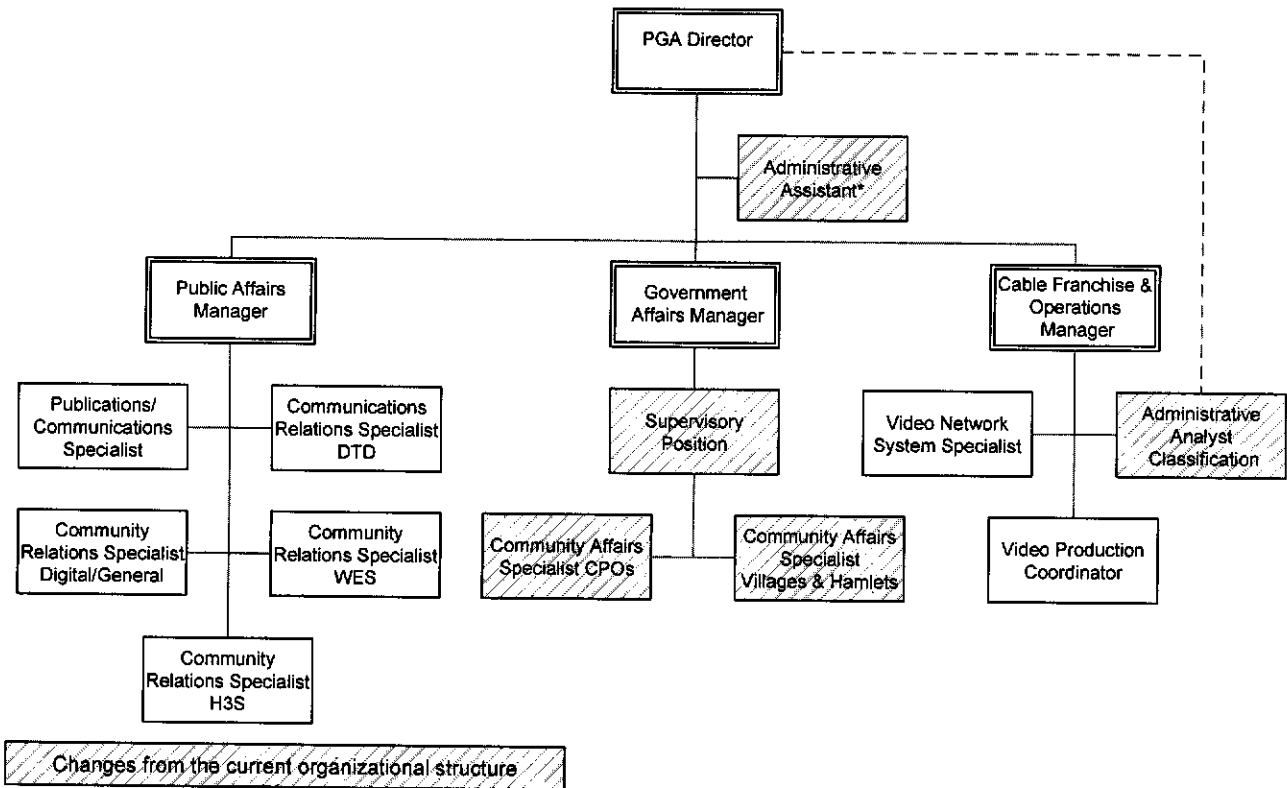 PGA Director
Administrative
Assistant*
Public Affairs
Manager
Government
Affairs Manager
Cable Franchise &
Operations
Manager
Publications/
Communications
Specialist
Communications
Relations Specialist
DTD
Supervisory
Position
Video Network
System Specialist
Administrative
Analyst
Classification
Community
Relations Specialist
Digital/General
Community
Relations Specialist
WES
Community Affairs
Specialist CPOs
Community Affairs
Specialist
Villages & Hamlets
Video Production
Coordinator
Community
Relations Specialist
H3S
Changes from the current organizational structure